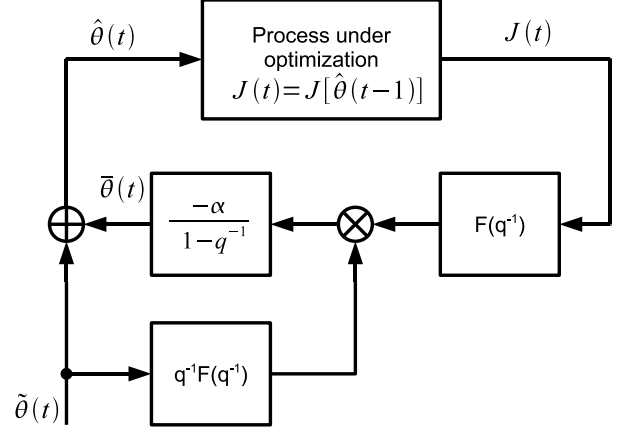 θ̂(t)
Process under
optimization
J(t)=J[θ̂(t−1)]
J(t)
θ̄(t)
−α
1−q⁻¹
F(q⁻¹)
q⁻¹F(q⁻¹)
θ̃(t)